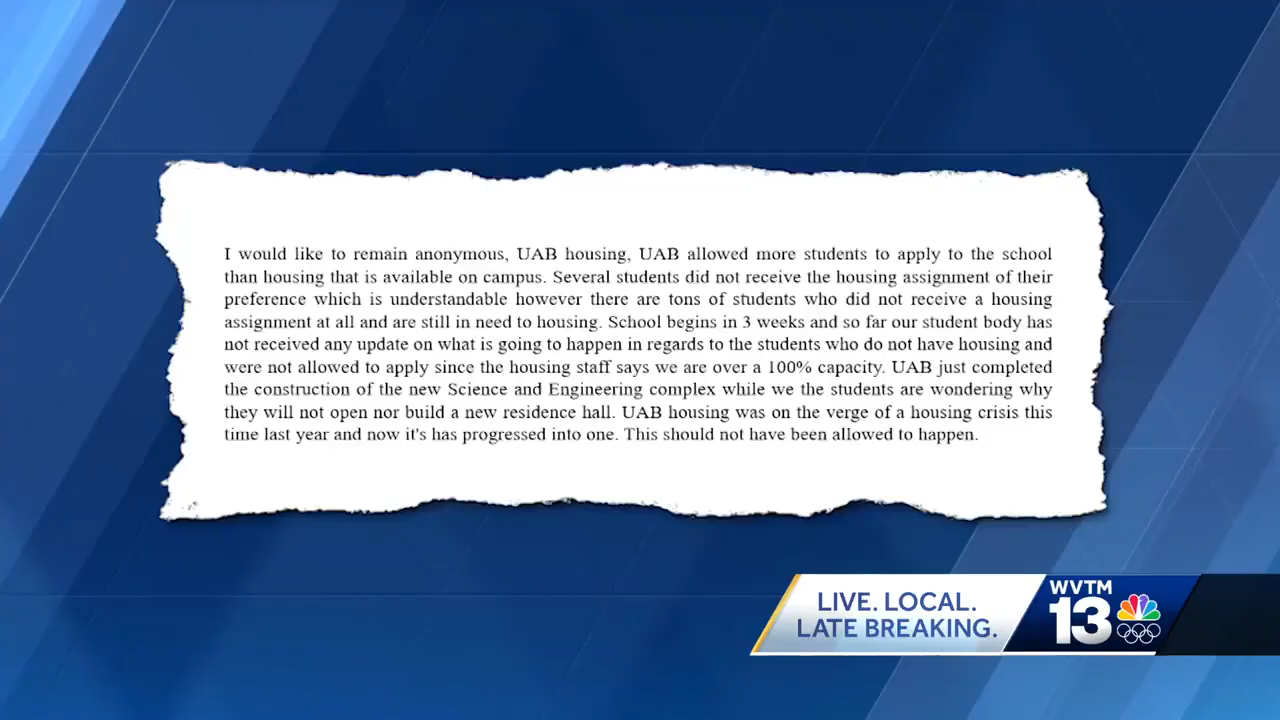 I would like to remain anonymous, UAB housing, UAB allowed more students to apply to the school
than housing that is available on campus. Several students did not receive the housing assignment of their
preference which is understandable however there are tons of students who did not receive a housing
assignment at all and are still in need to housing. School begins in 3 weeks and so far our student body has
not received any update on what is going to happen in regards to the students who do not have housing and
were not allowed to apply since the housing staff says we are over a 100% capacity. UAB just completed
the construction of the new Science and Engineering complex while we the students are wondering why
they will not open nor build a new residence hall. UAB housing was on the verge of a housing crisis this
time last year and now it's has progressed into one. This should not have been allowed to happen.
LIVE. LOCAL.
LATE BREAKING.
WVTM
13